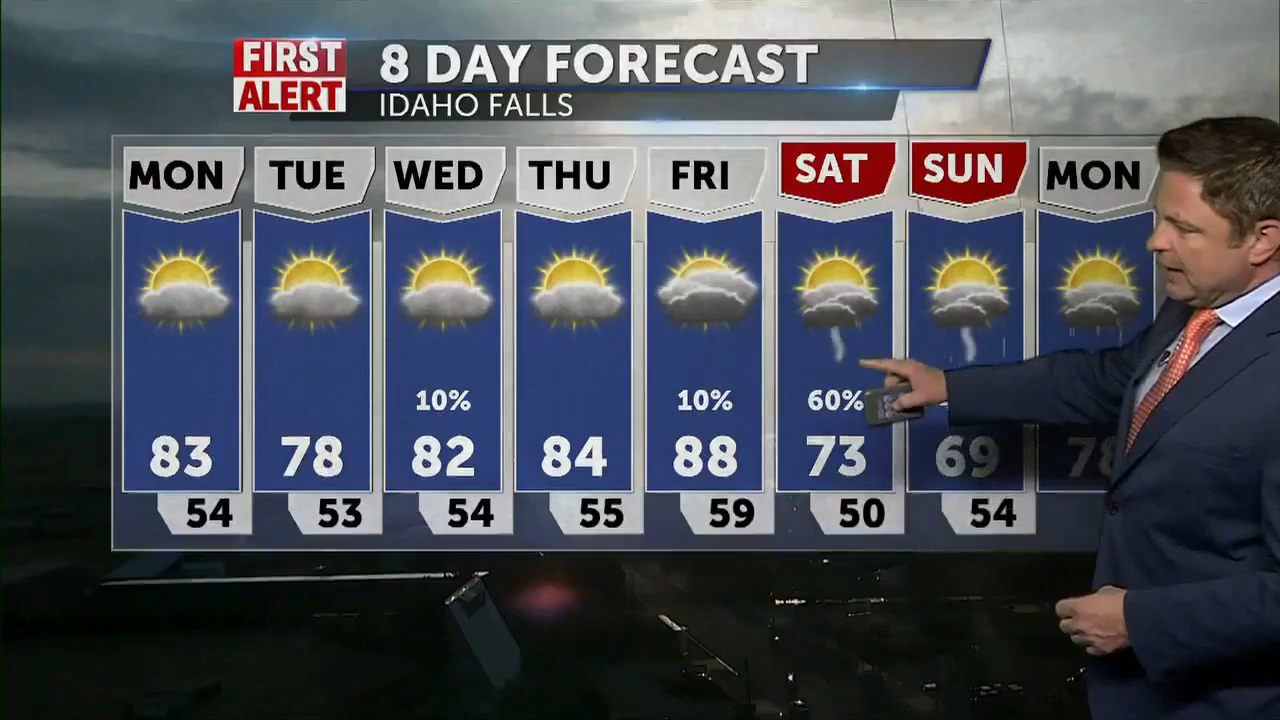 FIRST
ALERT
8 DAY FORECAST
IDAHO FALLS
MON TUE WED THU FRI SAT SUN MON
10% 10% 60%
83 78 82 84 88 73 69 78
54 53 54 55 59 50 54